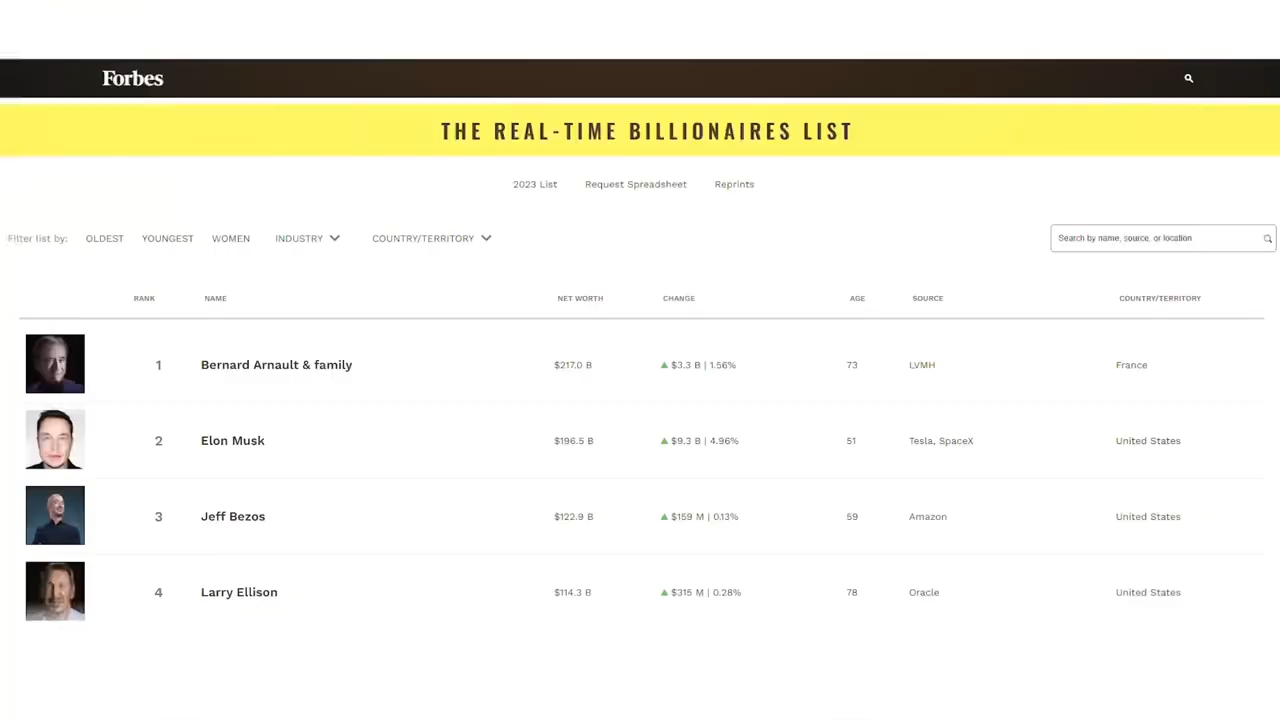 Forbes
THE REAL-TIME BILLIONAIRES LIST
2023 List Request Spreadsheet Reprints
Filter list by: OLDEST YOUNGEST WOMEN INDUSTRY COUNTRY/TERRITORY Search by name, source, or location
RANK NAME NET WORTH CHANGE AGE SOURCE COUNTRY/TERRITORY
1 Bernard Arnault & family $217.0 B $3.3 B | 1.56% 73 LVMH France
2 Elon Musk $196.5 B $9.3 B | 4.96% 51 Tesla, SpaceX United States
3 Jeff Bezos $122.9 B $159 M | 0.13% 59 Amazon United States
4 Larry Ellison $114.3 B $315 M | 0.28% 78 Oracle United States